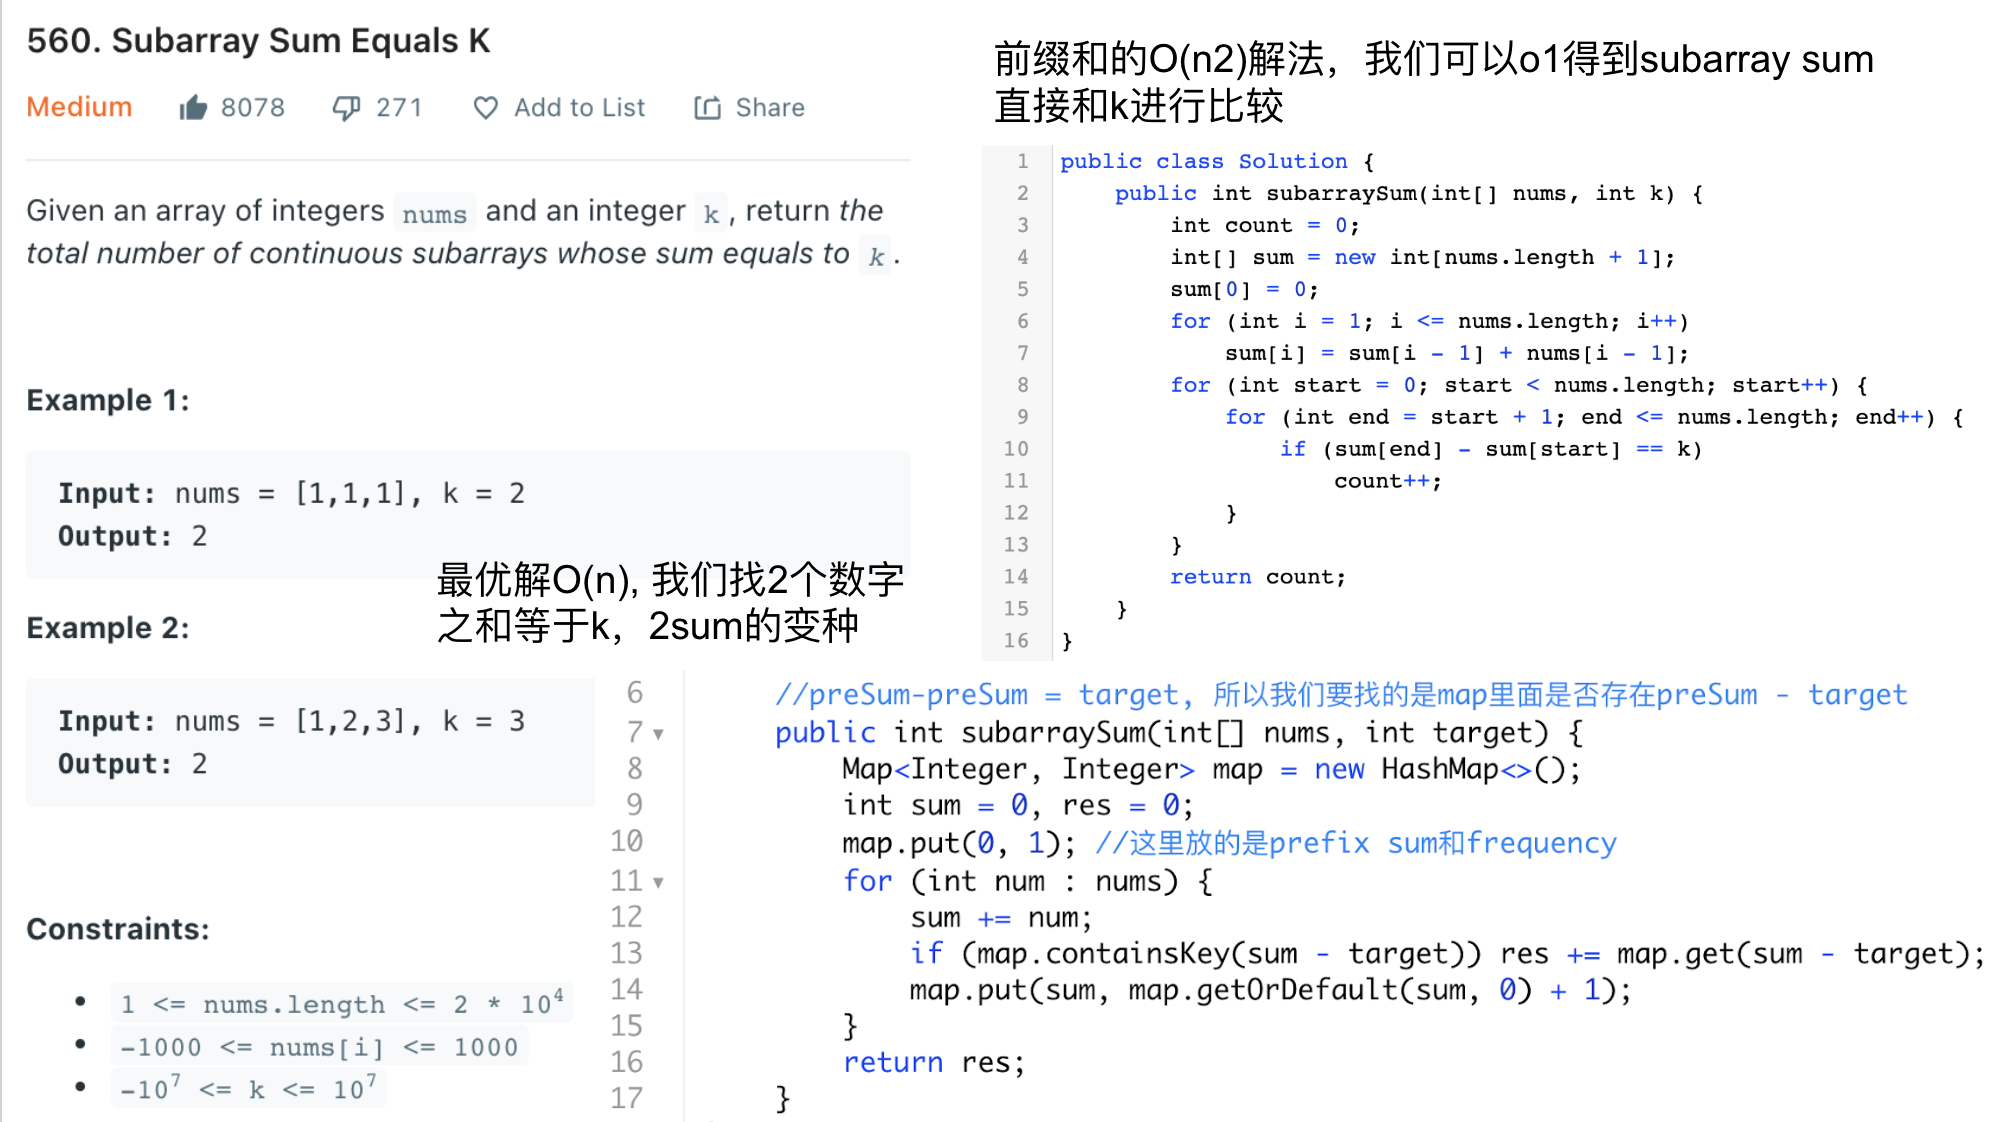 560. Subarray Sum Equals K
Medium 8078 271 Add to List Share
Given an array of integers nums and an integer k, return the
total number of continuous subarrays whose sum equals to k.
Example 1:
Input: nums = [1,1,1], k = 2
Output: 2
Example 2:
Input: nums = [1,2,3], k = 3
Output: 2
Constraints:
• 1 <= nums.length <= 2 * 10⁴
• -1000 <= nums[i] <= 1000
• -10⁷ <= k <= 10⁷
前缀和的O(n2)解法，我们可以o1得到subarray sum
直接和k进行比较
1 public class Solution {
2     public int subarraySum(int[] nums, int k) {
3         int count = 0;
4         int[] sum = new int[nums.length + 1];
5         sum[0] = 0;
6         for (int i = 1; i <= nums.length; i++)
7             sum[i] = sum[i - 1] + nums[i - 1];
8         for (int start = 0; start < nums.length; start++) {
9             for (int end = start + 1; end <= nums.length; end++) {
10                 if (sum[end] - sum[start] == k)
11                     count++;
12             }
13         }
14         return count;
15     }
16 }
最优解O(n), 我们找2个数字
之和等于k，2sum的变种
6     //preSum-preSum = target, 所以我们要找的是map里面是否存在preSum - target
7 ▾     public int subarraySum(int[] nums, int target) {
8         Map<Integer, Integer> map = new HashMap<>();
9         int sum = 0, res = 0;
10         map.put(0, 1); //这里放的是prefix sum和frequency
11 ▾         for (int num : nums) {
12             sum += num;
13             if (map.containsKey(sum - target)) res += map.get(sum - target);
14             map.put(sum, map.getOrDefault(sum, 0) + 1);
15         }
16         return res;
17     }